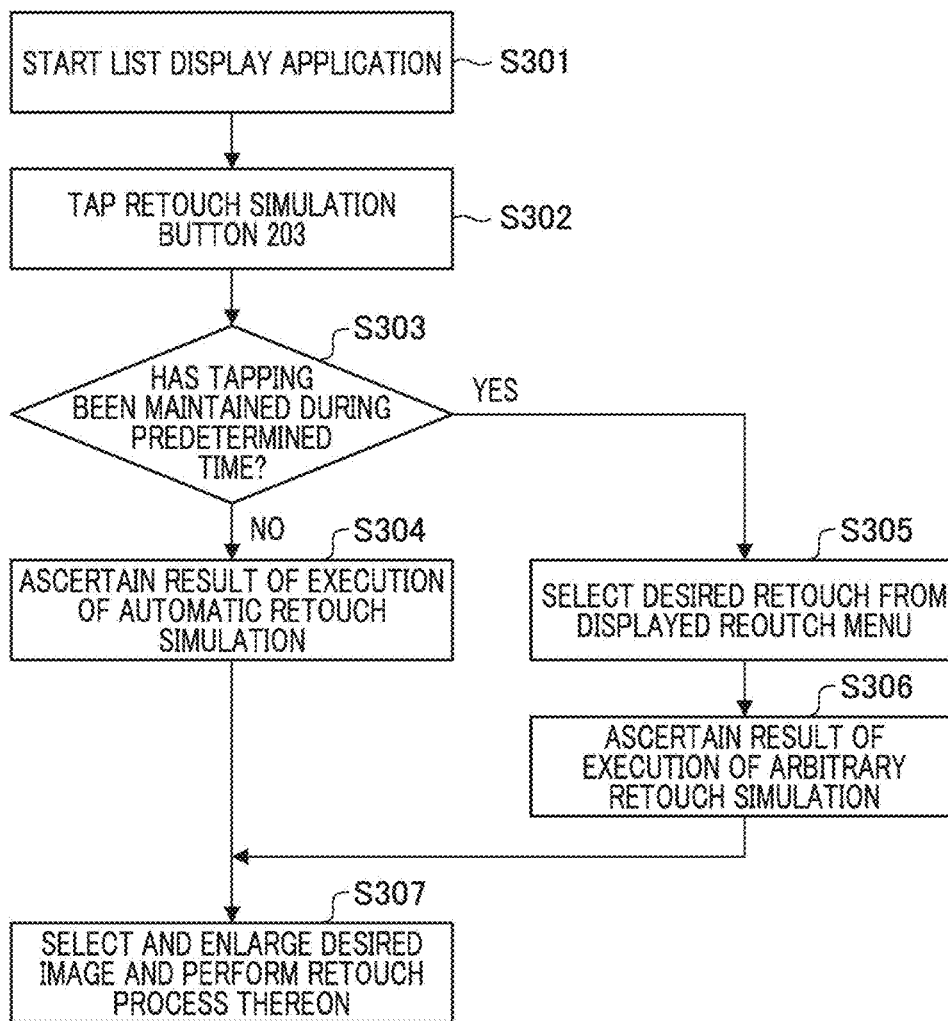 START LIST DISPLAY APPLICATION
S301
TAP RETOUCH SIMULATION
BUTTON 203
S302
S303
HAS TAPPING
BEEN MAINTAINED DURING
PREDETERMINED
TIME?
YES
NO
S304
ASCERTAIN RESULT OF EXECUTION
OF AUTOMATIC RETOUCH
SIMULATION
S305
SELECT DESIRED RETOUCH FROM
DISPLAYED REOUTCH MENU
S306
ASCERTAIN RESULT OF
EXECUTION OF ARBITRARY
RETOUCH SIMULATION
S307
SELECT AND ENLARGE DESIRED
IMAGE AND PERFORM RETOUCH
PROCESS THEREON